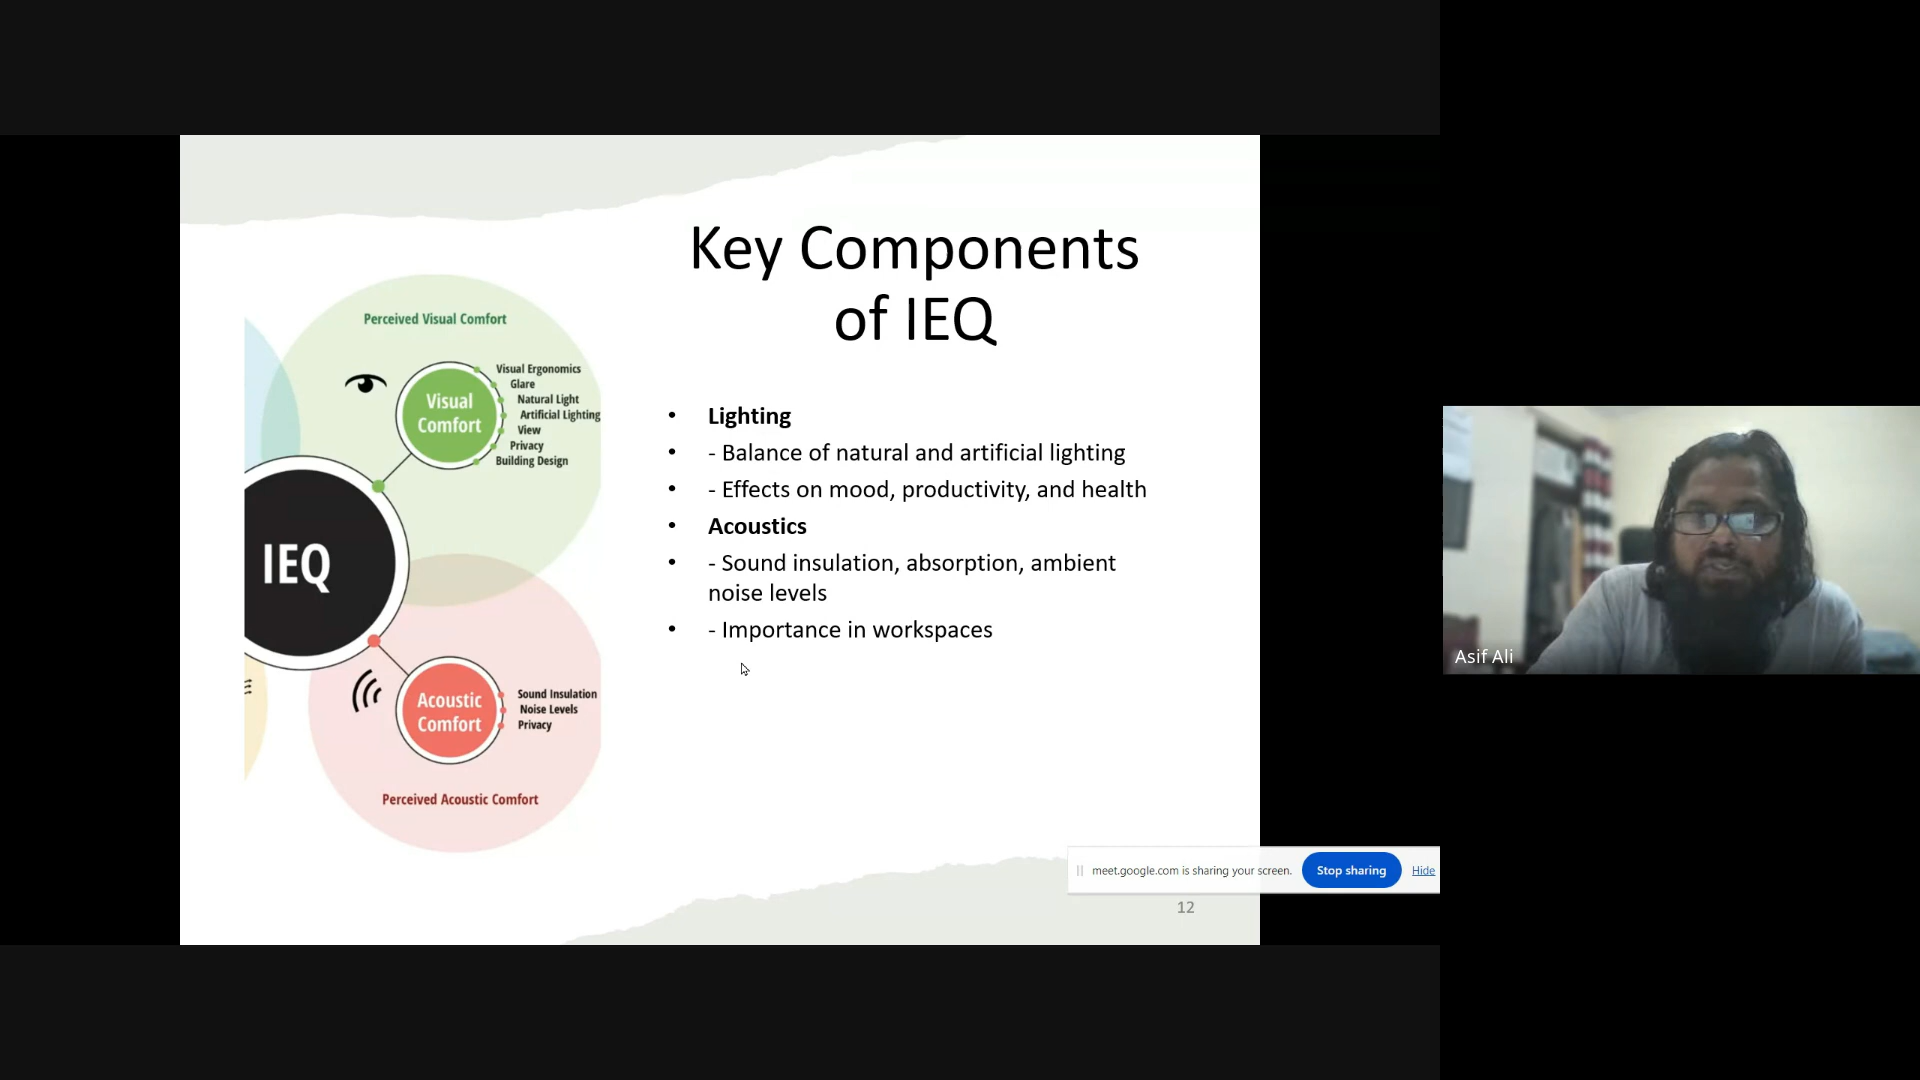 Key Components
of IEQ
Perceived Visual Comfort
Visual
Comfort
Visual Ergonomics
Glare
Natural Light
Artificial Lighting
View
Privacy
Building Design
IEQ
Acoustic
Comfort
Sound Insulation
Noise Levels
Privacy
Perceived Acoustic Comfort
• Lighting
• - Balance of natural and artificial lighting
• - Effects on mood, productivity, and health
• Acoustics
• - Sound insulation, absorption, ambient
noise levels
• - Importance in workspaces
Asif Ali
meet.google.com is sharing your screen.
Stop sharing
Hide
12